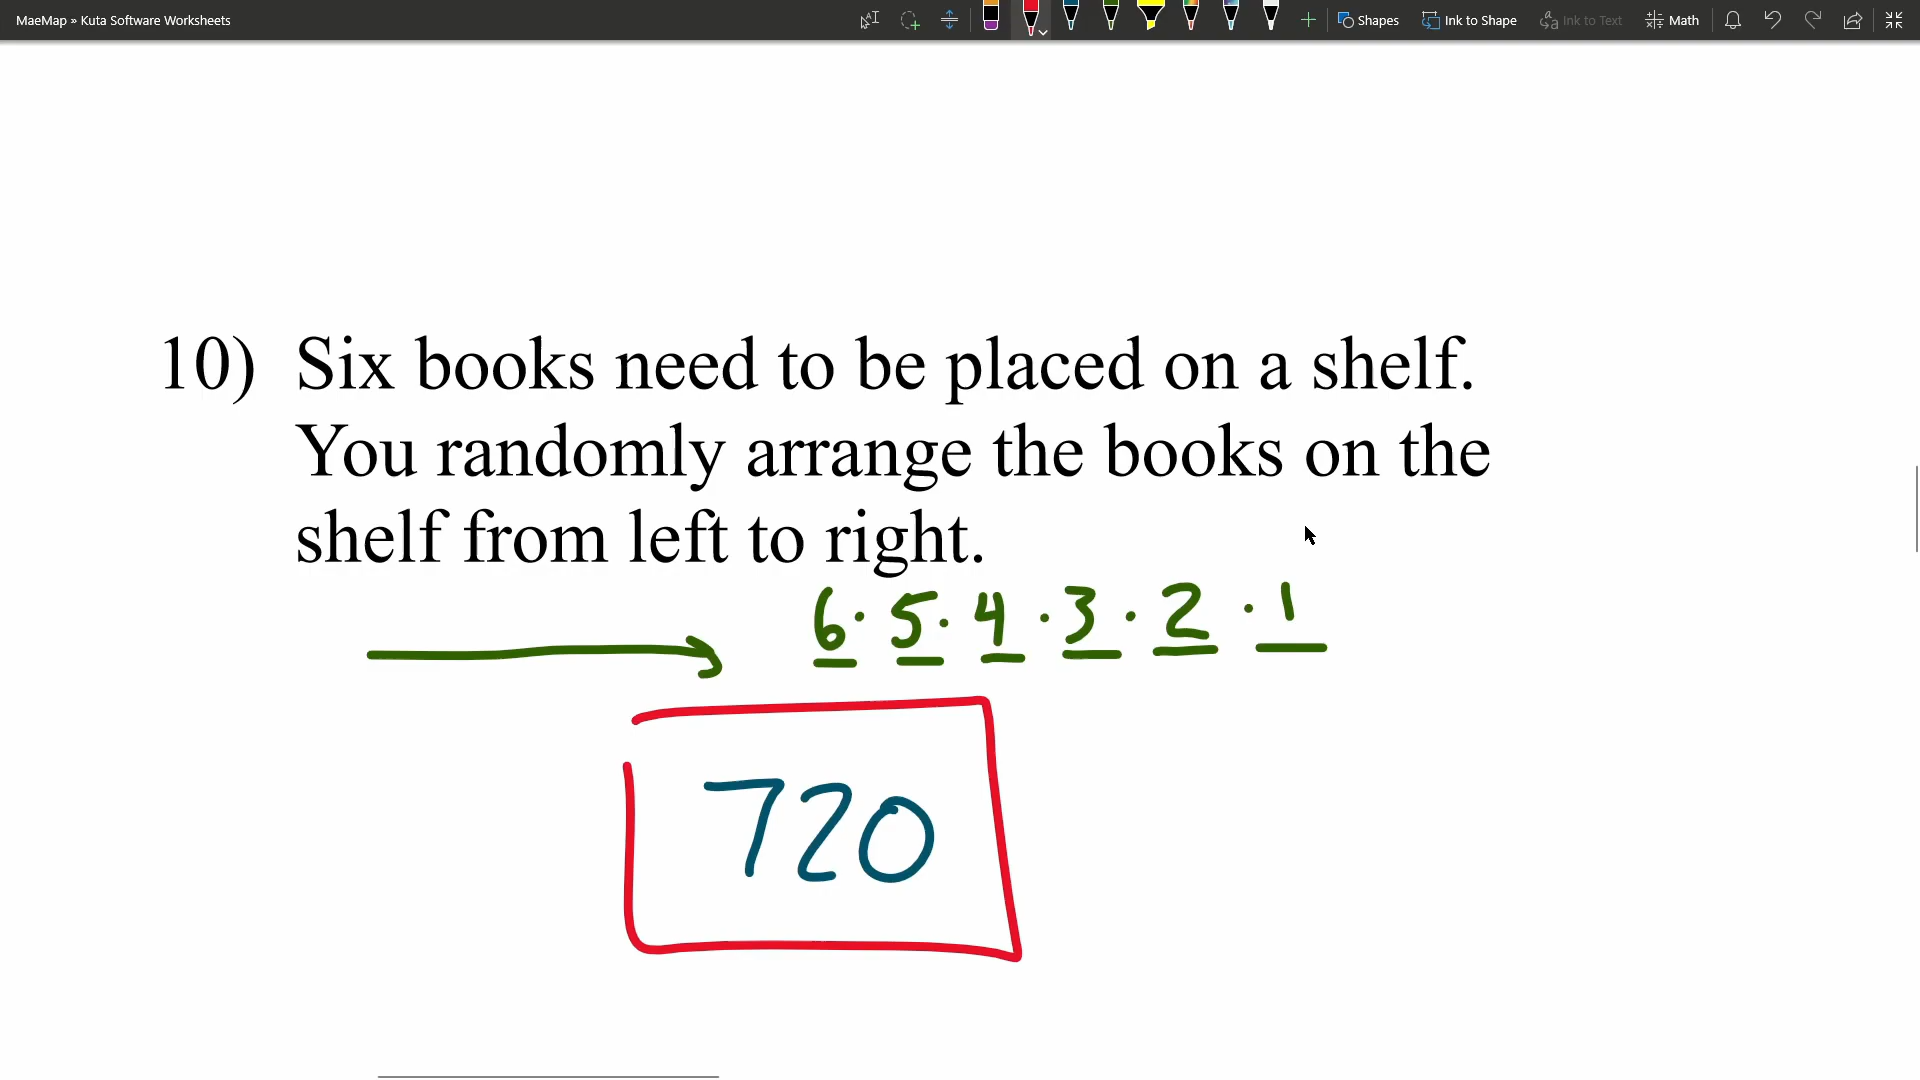 MaeMap » Kuta Software Worksheets
Shapes
Ink to Shape
Ink to Text
Math
10) Six books need to be placed on a shelf.
You randomly arrange the books on the
shelf from left to right.
6 · 5 · 4 · 3 · 2 · 1
720